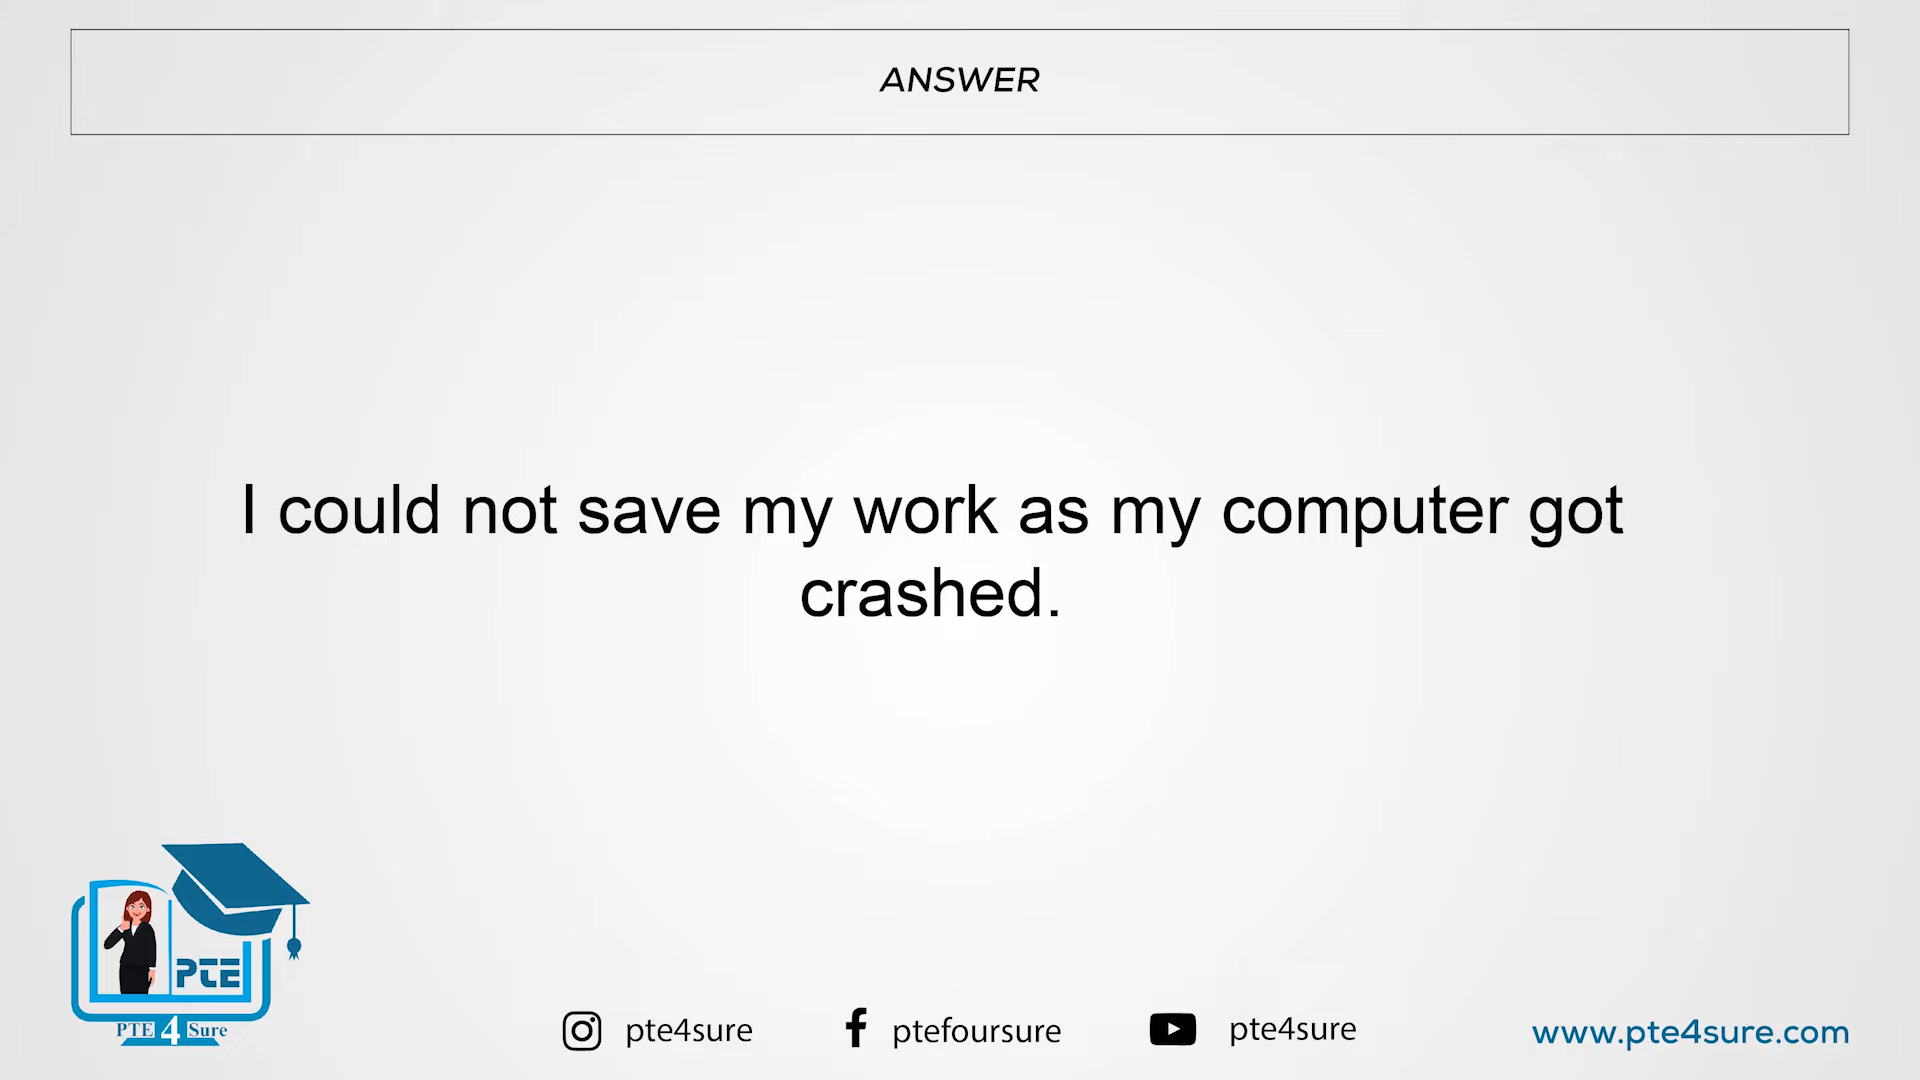 ANSWER
I could not save my work as my computer got
crashed.
PTE
PTE 4 Sure
pte4sure
ptefoursure
pte4sure
www.pte4sure.com